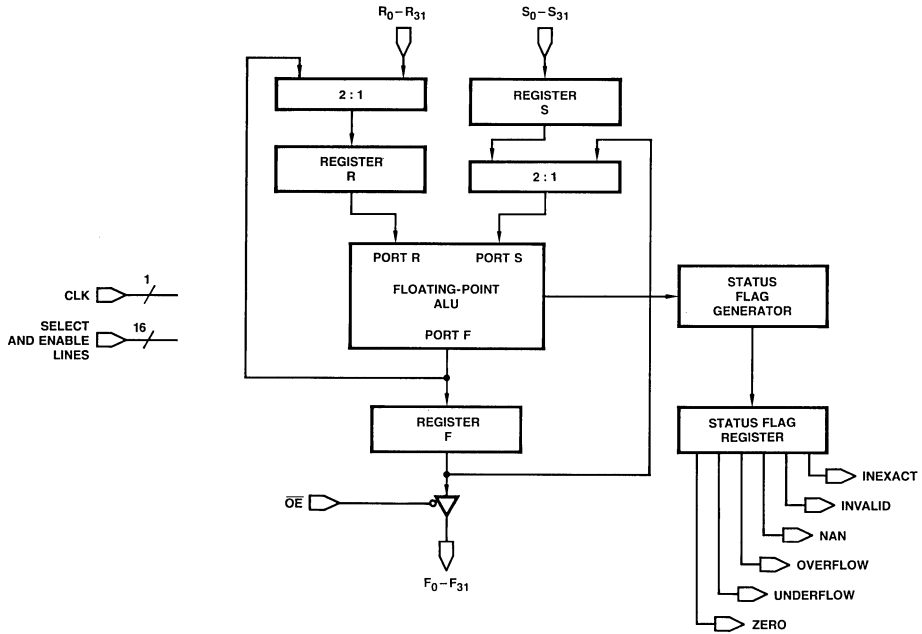 R0–R31
S0–S31
2 : 1
REGISTER
S
REGISTER
R
2 : 1
PORT R
PORT S
FLOATING-POINT
ALU
PORT F
STATUS
FLAG
GENERATOR
1
CLK
16
SELECT
AND ENABLE
LINES
REGISTER
F
STATUS FLAG
REGISTER
INEXACT
INVALID
NAN
OVERFLOW
UNDERFLOW
ZERO
O̅E̅
F0–F31